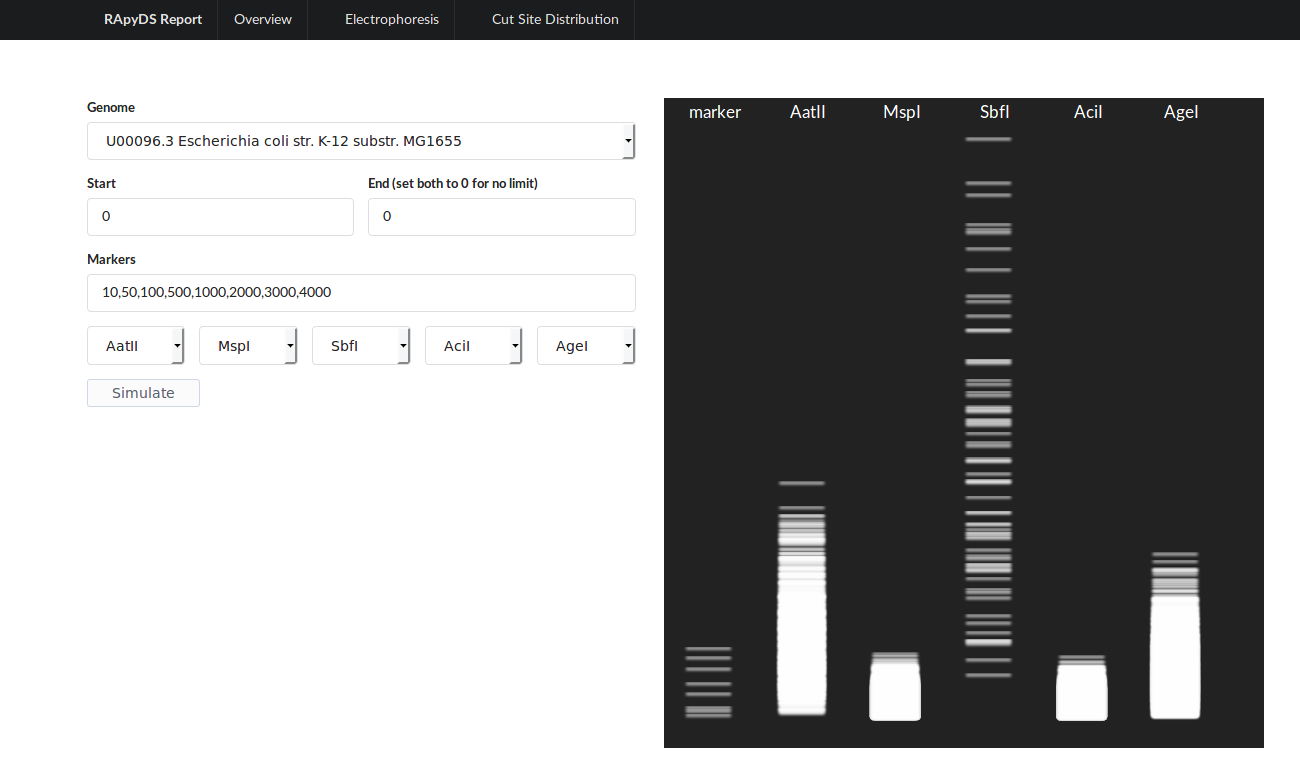 RApyDS Report Overview Electrophoresis Cut Site Distribution
Genome
U00096.3 Escherichia coli str. K-12 substr. MG1655
Start End (set both to 0 for no limit)
0 0
Markers
10,50,100,500,1000,2000,3000,4000
AatII MspI SbfI AciI AgeI
Simulate
marker AatII MspI SbfI AciI AgeI